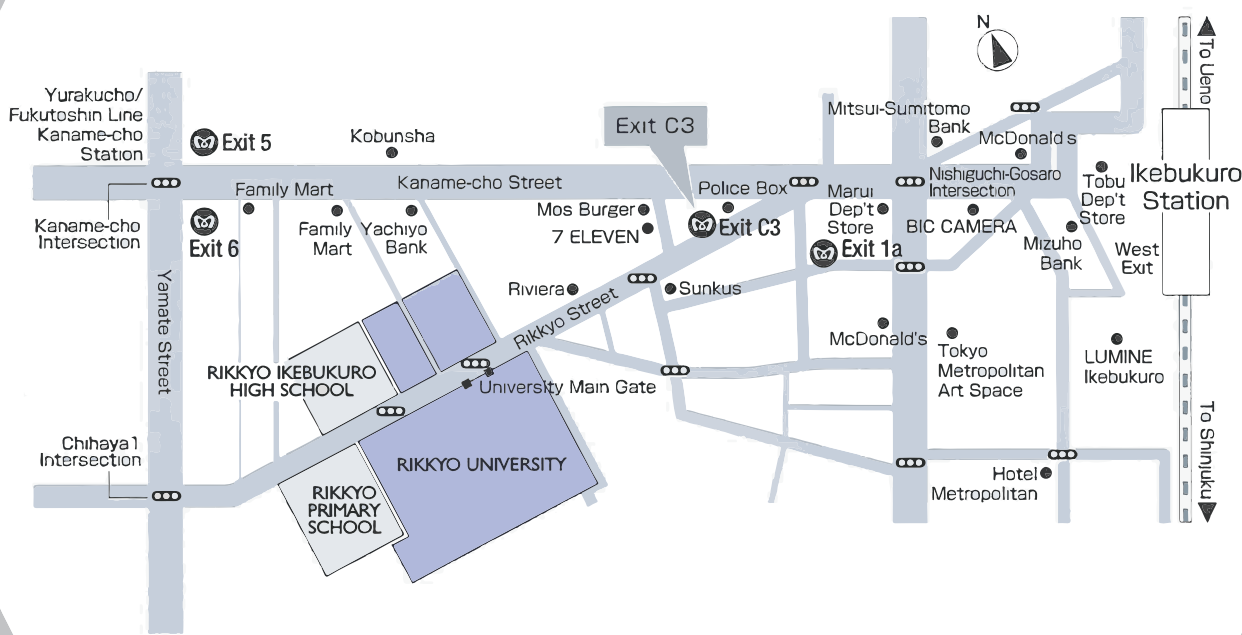 N
To Ueno
Yurakucho/
Fukutoshin Line
Kaname-cho
Station
Exit 5
Kobunsha
Exit C3
Mitsui-Sumitomo
Bank
McDonald's
Kaname-cho Street
Family Mart
Police Box
Marui
Dep't
Store
Nishiguchi-Gosaro
Intersection
Tobu
Dep't
Store
Ikebukuro
Station
Kaname-cho
Intersection
Exit 6
Family
Mart
Yachiyo
Bank
Mos Burger
7 ELEVEN
Exit C3
Exit 1a
BIC CAMERA
Mizuho
Bank
West
Exit
Yamate Street
Riviera
Rikkyo Street
Sunkus
McDonald's
Tokyo
Metropolitan
Art Space
LUMINE
Ikebukuro
RIKKYO IKEBUKURO
HIGH SCHOOL
University Main Gate
Chihaya 1
Intersection
RIKKYO UNIVERSITY
RIKKYO
PRIMARY
SCHOOL
Hotel
Metropolitan
To Shinjuku